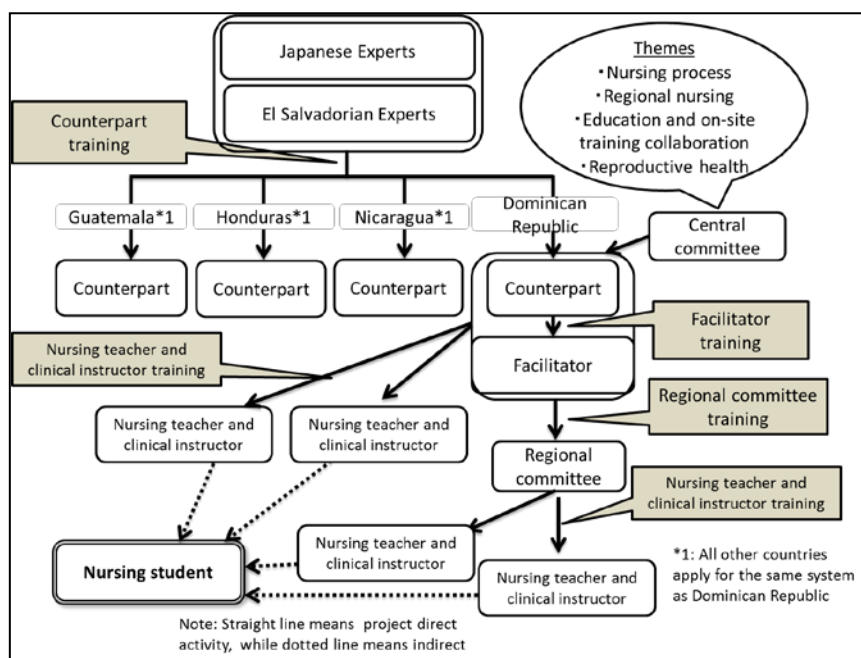 Japanese Experts
El Salvadorian Experts
Themes
・Nursing process
・Regional nursing
・Education and on-site
training collaboration
・Reproductive health
Counterpart
training
Guatemala*1
Honduras*1
Nicaragua*1
Dominican
Republic
Central
committee
Counterpart
Counterpart
Counterpart
Counterpart
Facilitator
training
Nursing teacher and
clinical instructor training
Facilitator
Regional committee
training
Nursing teacher and
clinical instructor
Nursing teacher and
clinical instructor
Regional
committee
Nursing teacher and
clinical instructor training
Nursing teacher and
clinical instructor
Nursing student
Nursing teacher and
clinical instructor
*1: All other countries
apply for the same system
as Dominican Republic
Note: Straight line means project direct
activity, while dotted line means indirect